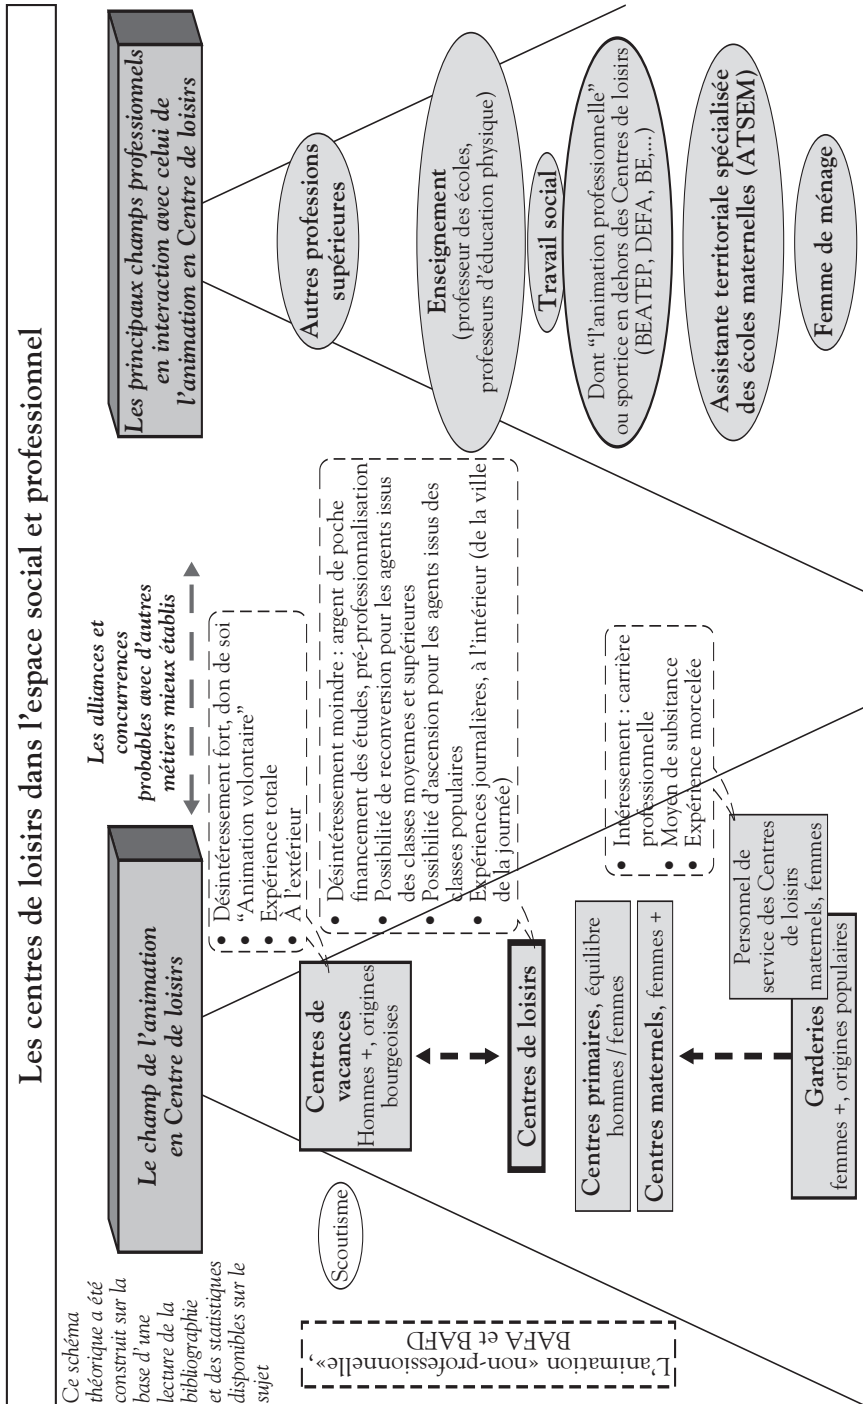 Les centres de loisirs dans l'espace social et professionnel
Ce schéma
théorique a été
construit sur la
base d'une
lecture de la
bibliographie
et des statistiques
disponibles sur le
sujet
Le champ de l'animation
en Centre de loisirs
Les alliances et
concurrences
probables avec d'autres
métiers mieux établis
Les principaux champs professionnels
en interaction avec celui de
l'animation en Centre de loisirs
L'animation « non-professionnelle»,
BAFA et BAFD
Scoutisme
Centres de
vacances
Hommes +, origines
bourgeoises
• Désintéressement fort, don de soi
• “Animation volontaire”
• Expérience totale
• À l'extérieur
Centres de loisirs
• Désintéressement moindre : argent de poche
financement des études, pré-professionnalisation
• Possibilité de reconversion pour les agents issus
des classes moyennes et supérieures
• Possibilité d'ascension pour les agents issus des
classes populaires
• Expériences journalières, à l'intérieur (de la ville
de la journée)
Centres primaires, équilibre
hommes / femmes
Centres maternels, femmes +
Garderies
femmes +, origines populaires
Personnel de
service des Centres
de loisirs
maternels, femmes
• Intéressement : carrière
professionnelle
• Moyen de subsitance
• Expérience morcelée
Autres professions
supérieures
Enseignement
(professeur des écoles,
professeurs d'éducation physique)
Travail social
Dont “l'animation professionnelle”
ou sportice en dehors des Centres de loisirs
(BEATEP, DEFA, BE,...)
Assistante territoriale spécialisée
des écoles maternelles (ATSEM)
Femme de ménage